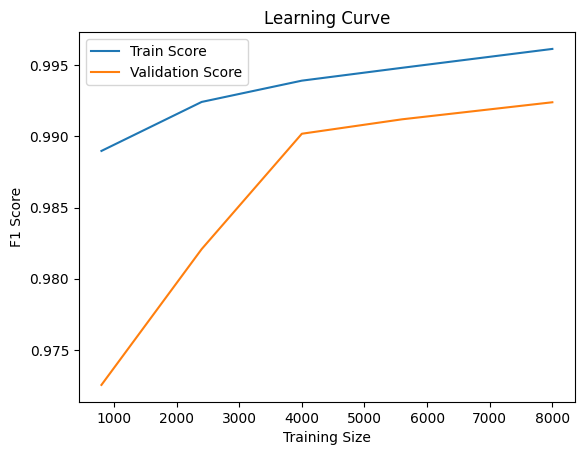 Learning Curve
Train Score
Validation Score
0.995
0.990
0.985
0.980
0.975
F1 Score
1000 2000 3000 4000 5000 6000 7000 8000
Training Size